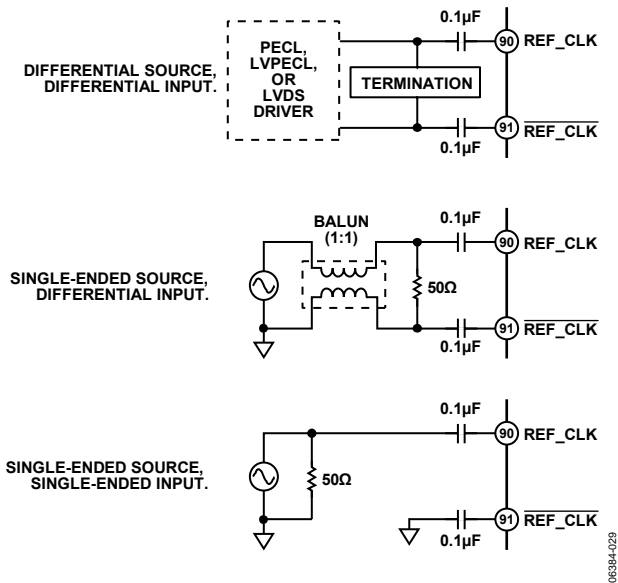 0.1µF
PECL,
LVPECL,
OR
LVDS
DRIVER
DIFFERENTIAL SOURCE,
DIFFERENTIAL INPUT.
TERMINATION
90 REF_CLK
91 REF_CLK
0.1µF
BALUN
(1:1)
0.1µF
90 REF_CLK
SINGLE-ENDED SOURCE,
DIFFERENTIAL INPUT.
50Ω
91 REF_CLK
0.1µF
0.1µF
90 REF_CLK
SINGLE-ENDED SOURCE,
SINGLE-ENDED INPUT.
50Ω
91 REF_CLK
0.1µF
06384-029